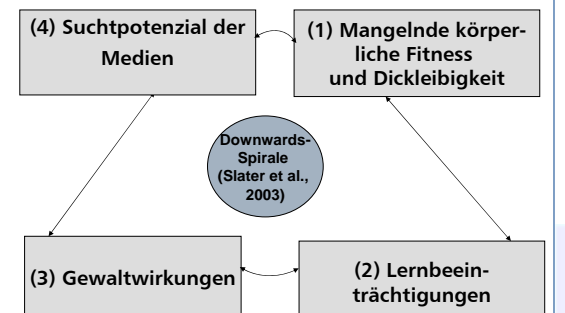 (4) Suchtpotenzial der
Medien
(1) Mangelnde körper-
liche Fitness
und Dickleibigkeit
Downwards-
Spirale
(Slater et al.,
2003)
(3) Gewaltwirkungen
(2) Lernbeein-
trächtigungen